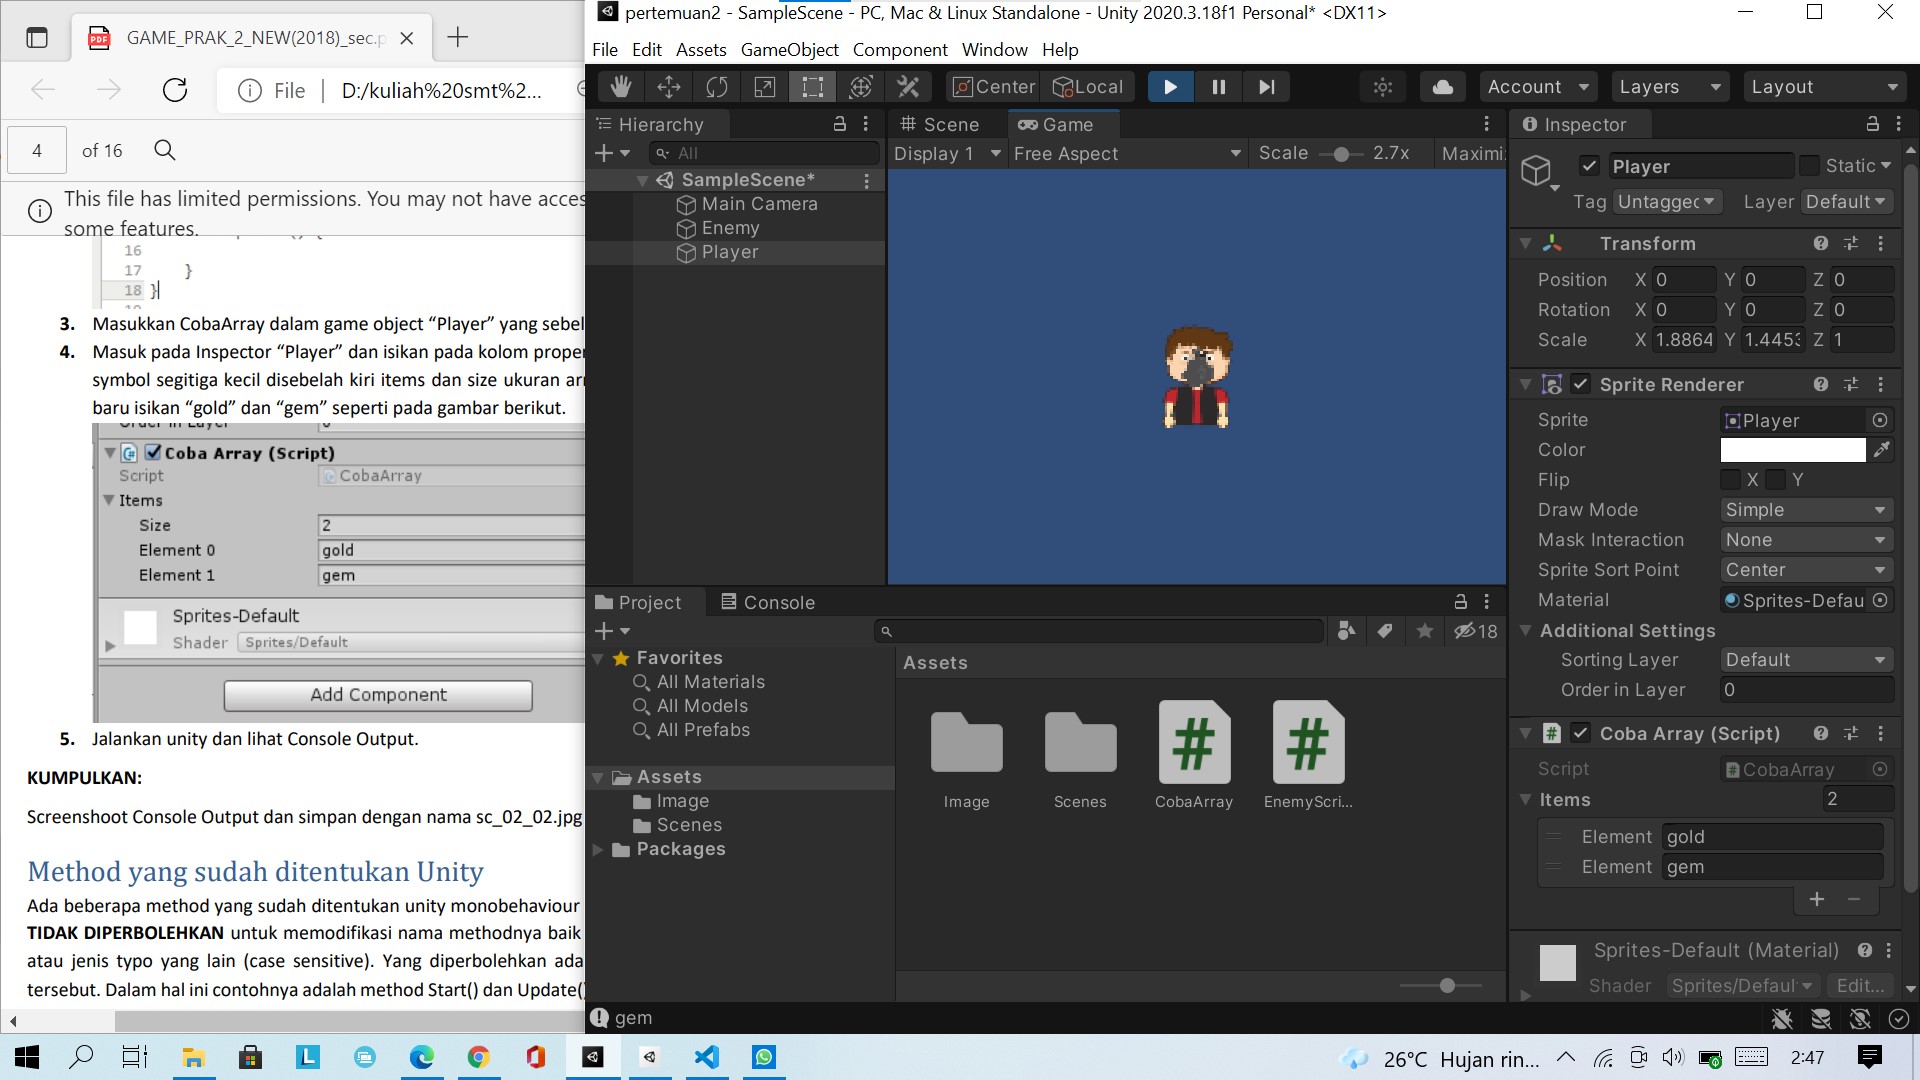 GAME_PRAK_2_NEW(2018)_sec.p
File
D:/kuliah%20smt%2...
4
of 16
This file has limited permissions. You may not have acces
some features.
16
17 }
18 }
3. Masukkan CobaArray dalam game object “Player” yang sebel
4. Masuk pada Inspector “Player” dan isikan pada kolom proper
symbol segitiga kecil disebelah kiri items dan size ukuran ar
baru isikan “gold” dan “gem” seperti pada gambar berikut.
Coba Array (Script)
Script CobaArray
Items
Size 2
Element 0 gold
Element 1 gem
Sprites-Default
Shader Sprites/Default
Add Component
5. Jalankan unity dan lihat Console Output.
KUMPULKAN:
Screenshoot Console Output dan simpan dengan nama sc_02_02.jpg
Method yang sudah ditentukan Unity
Ada beberapa method yang sudah ditentukan unity monobehaviour
TIDAK DIPERBOLEHKAN untuk memodifikasi nama methodnya baik
atau jenis typo yang lain (case sensitive). Yang diperbolehkan ada
tersebut. Dalam hal ini contohnya adalah method Start() dan Update()
pertemuan2 - SampleScene - PC, Mac & Linux Standalone - Unity 2020.3.18f1 Personal* <DX11>
File Edit Assets GameObject Component Window Help
Center Local Account Layers Layout
Hierarchy
All
SampleScene*
Main Camera
Enemy
Player
Scene Game
Display 1 Free Aspect Scale 2.7x Maximi
Project Console
18
Favorites
All Materials
All Models
All Prefabs
Assets
Image
Scenes
Packages
Assets
Image Scenes CobaArray EnemyScri...
gem
Inspector
Player Static
Tag Untagged Layer Default
Transform
Position X 0 Y 0 Z 0
Rotation X 0 Y 0 Z 0
Scale X 1.8864 Y 1.4453 Z 1
Sprite Renderer
Sprite Player
Color
Flip X Y
Draw Mode Simple
Mask Interaction None
Sprite Sort Point Center
Material Sprites-Defau
Additional Settings
Sorting Layer Default
Order in Layer 0
Coba Array (Script)
Script CobaArray
Items 2
Element gold
Element gem
Sprites-Default (Material)
Shader Sprites/Defaul Edit...
26°C Hujan rin... 2:47